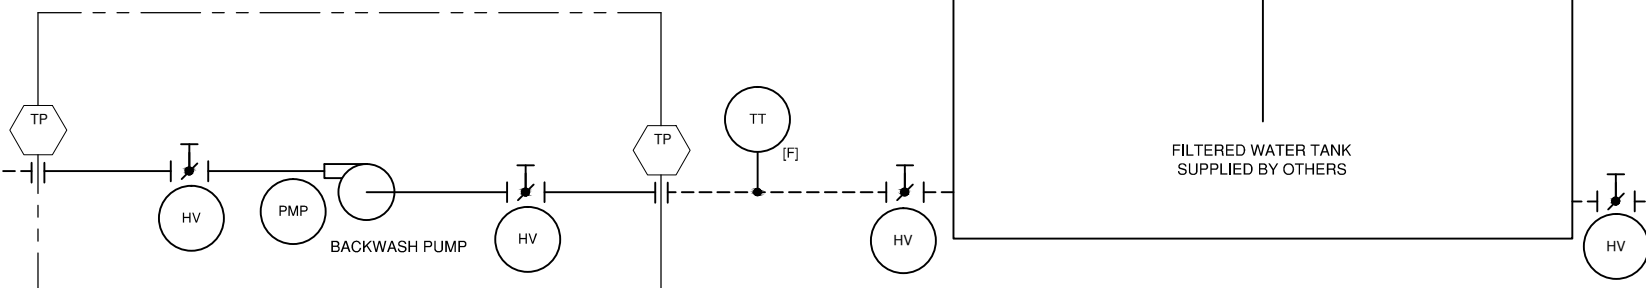 TP
TP
TT
[F]
FILTERED WATER TANK
SUPPLIED BY OTHERS
HV
PMP
BACKWASH PUMP
HV
HV
HV